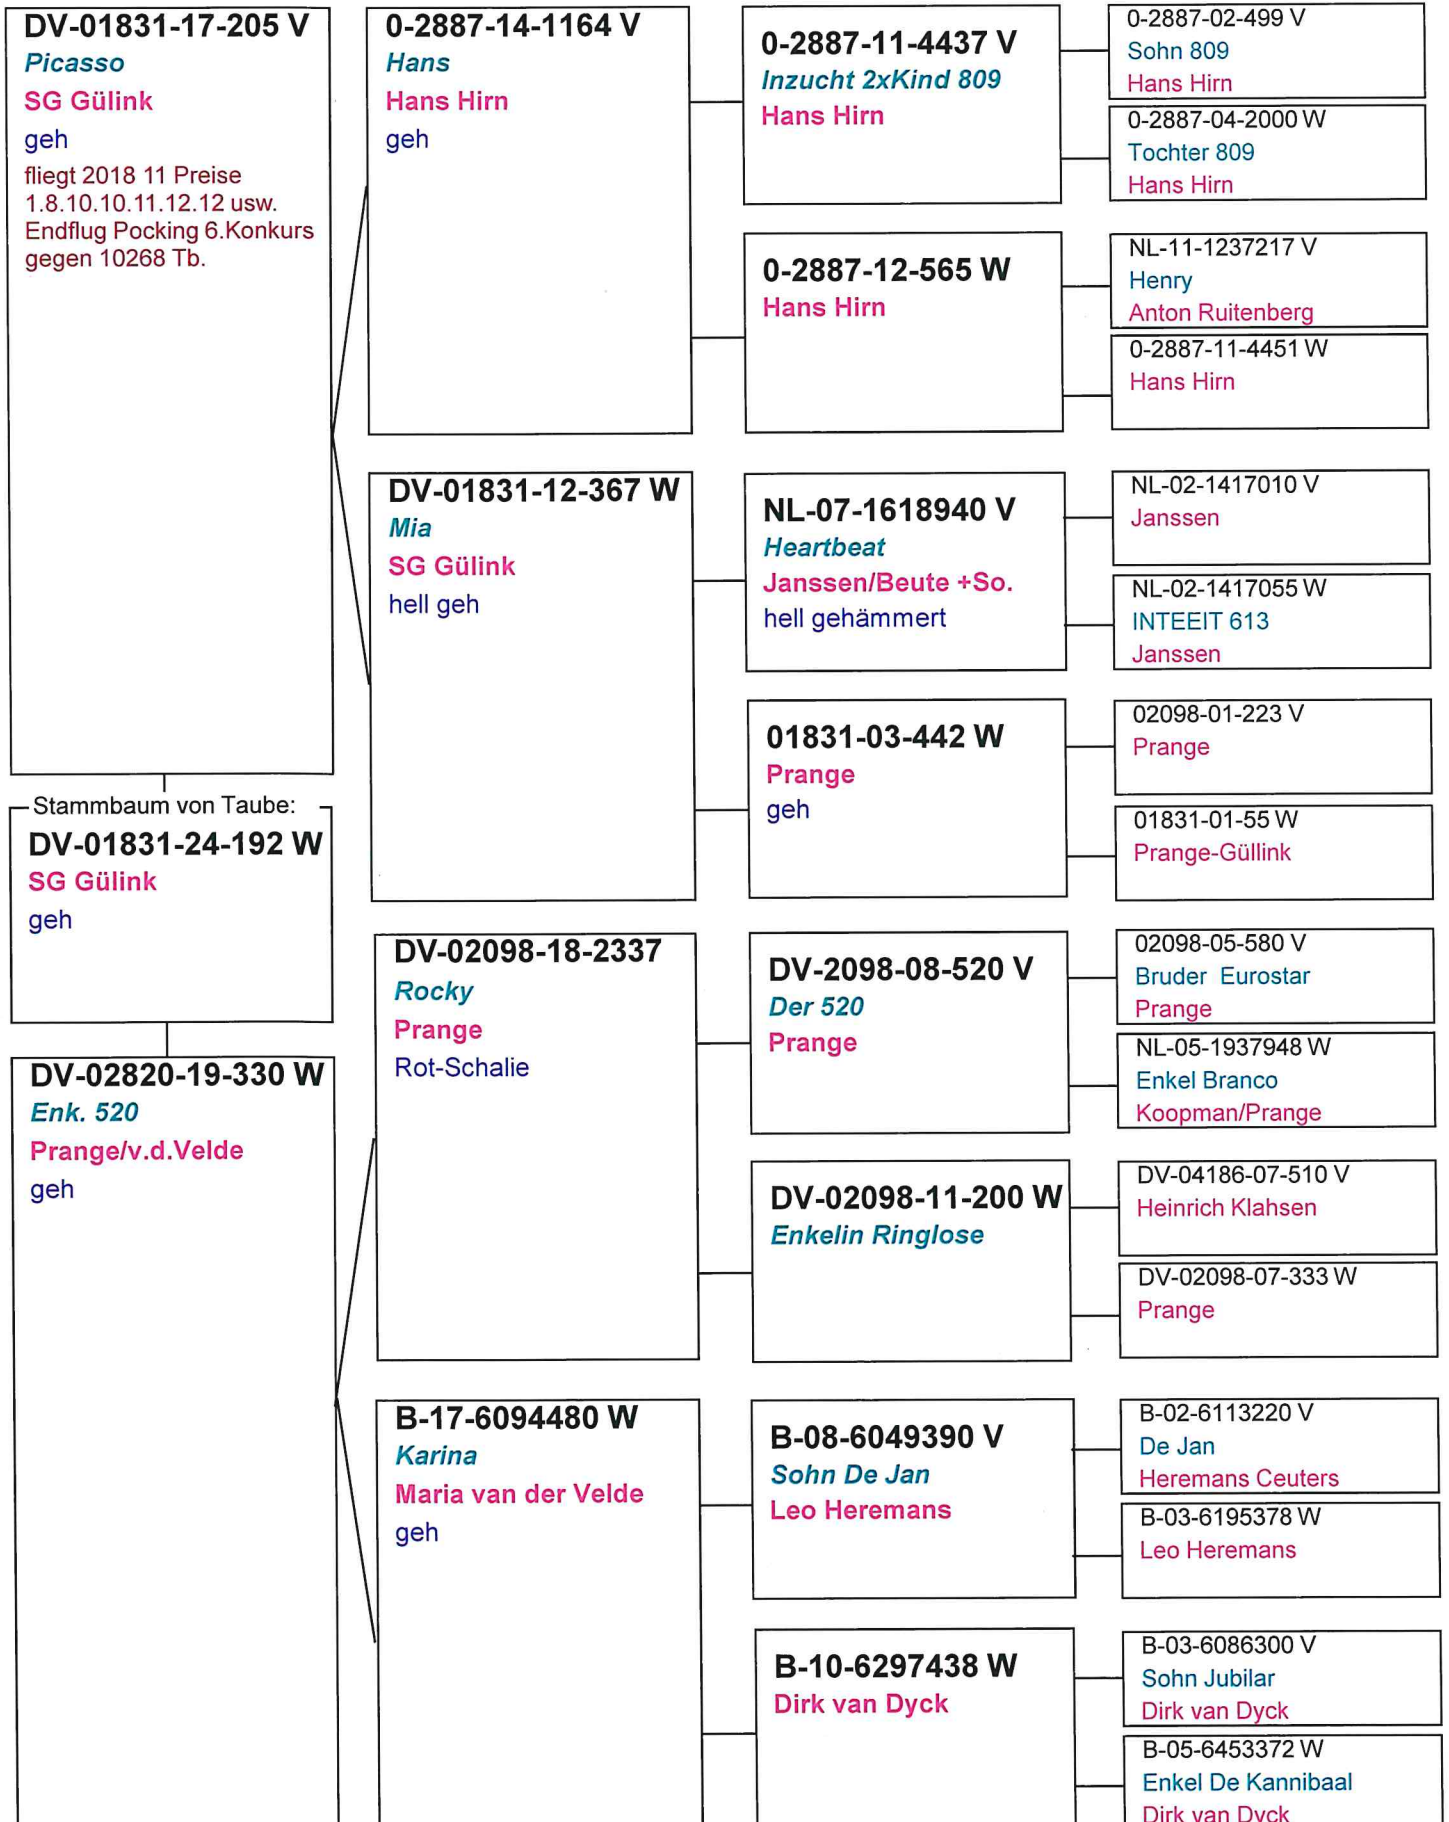 DV-01831-17-205 V
Picasso
SG Gülink
geh
fliegt 2018 11 Preise
1.8.10.10.11.12.12 usw.
Endflug Pocking 6.Konkurs
gegen 10268 Tb.
Stammbaum von Taube:
DV-01831-24-192 W
SG Gülink
geh
DV-02820-19-330 W
Enk. 520
Prange/v.d.Velde
geh
0-2887-14-1164 V
Hans
Hans Hirn
geh
DV-01831-12-367 W
Mia
SG Gülink
hell geh
DV-02098-18-2337
Rocky
Prange
Rot-Schalie
B-17-6094480 W
Karina
Maria van der Velde
geh
0-2887-11-4437 V
Inzucht 2xKind 809
Hans Hirn
0-2887-12-565 W
Hans Hirn
NL-07-1618940 V
Heartbeat
Janssen/Beute +So.
hell gehämmert
01831-03-442 W
Prange
geh
DV-2098-08-520 V
Der 520
Prange
DV-02098-11-200 W
Enkelin Ringlose
B-08-6049390 V
Sohn De Jan
Leo Heremans
B-10-6297438 W
Dirk van Dyck
0-2887-02-499 V
Sohn 809
Hans Hirn
0-2887-04-2000 W
Tochter 809
Hans Hirn
NL-11-1237217 V
Henry
Anton Ruitenberg
0-2887-11-4451 W
Hans Hirn
NL-02-1417010 V
Janssen
NL-02-1417055 W
INTEEIT 613
Janssen
02098-01-223 V
Prange
01831-01-55 W
Prange-Güllink
02098-05-580 V
Bruder Eurostar
Prange
NL-05-1937948 W
Enkel Branco
Koopman/Prange
DV-04186-07-510 V
Heinrich Klahsen
DV-02098-07-333 W
Prange
B-02-6113220 V
De Jan
Heremans Ceuters
B-03-6195378 W
Leo Heremans
B-03-6086300 V
Sohn Jubilar
Dirk van Dyck
B-05-6453372 W
Enkel De Kannibaal
Dirk van Dyck